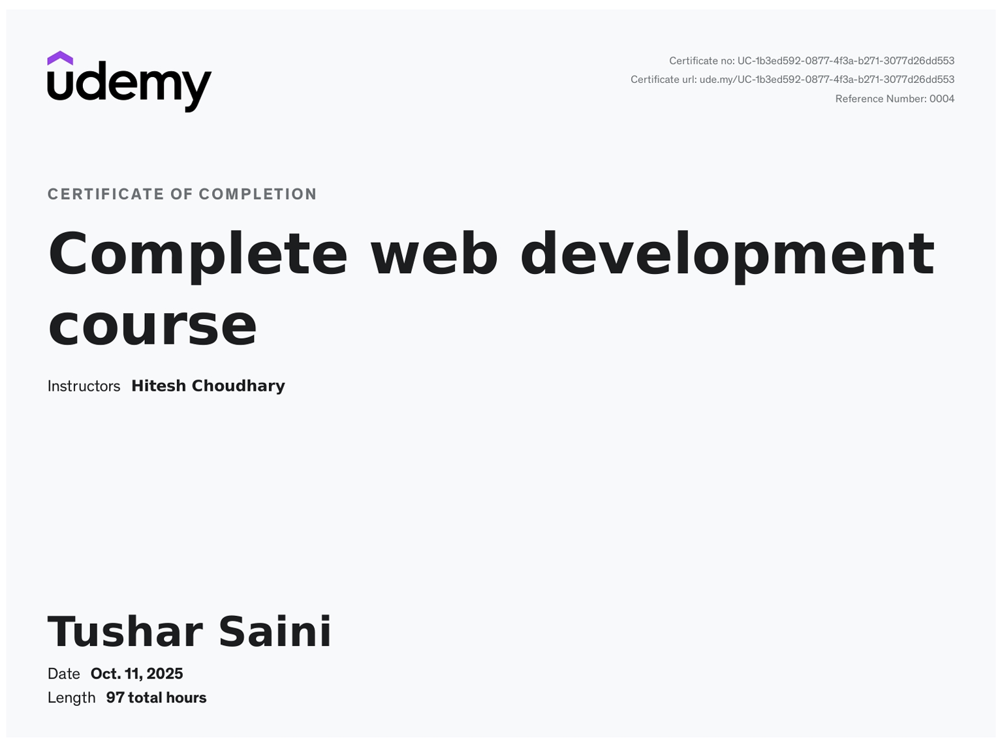 udemy
Certificate no: UC-1b3ed592-0877-4f3a-b271-3077d26dd553
Certificate url: ude.my/UC-1b3ed592-0877-4f3a-b271-3077d26dd553
Reference Number: 0004
CERTIFICATE OF COMPLETION
Complete web development
course
Instructors Hitesh Choudhary
Tushar Saini
Date Oct. 11, 2025
Length 97 total hours